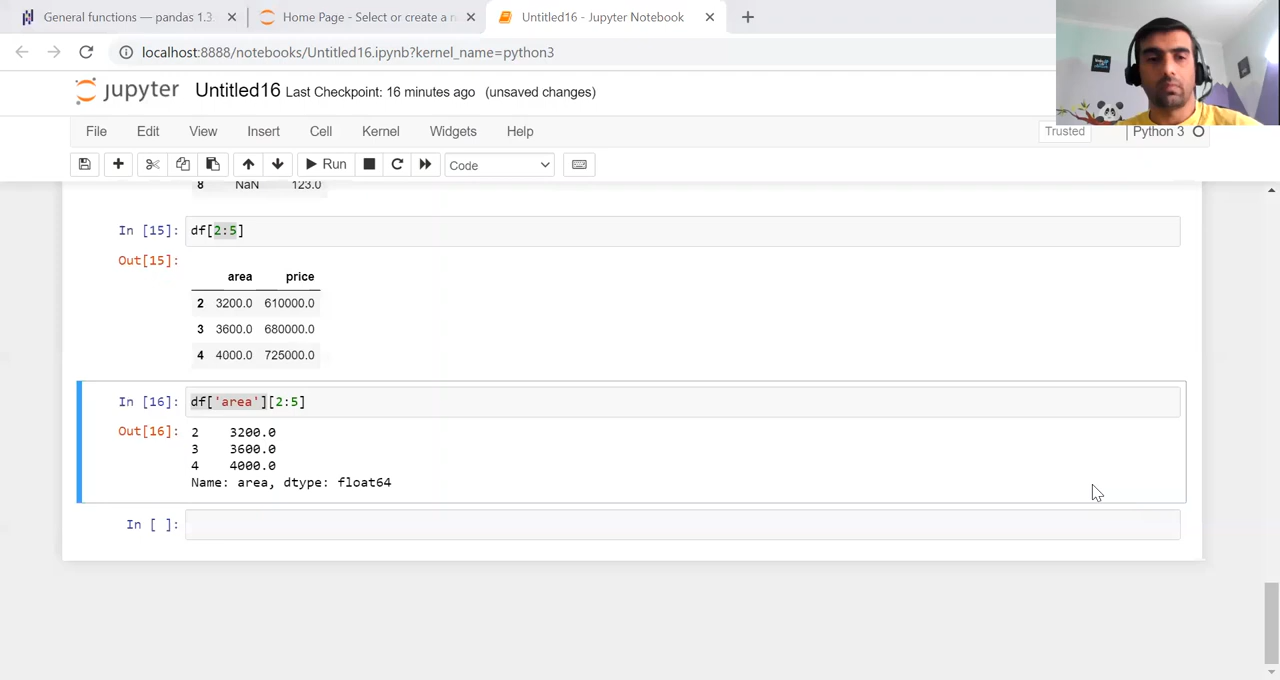 General functions — pandas 1.3.
Home Page - Select or create a n
Untitled16 - Jupyter Notebook
localhost:8888/notebooks/Untitled16.ipynb?kernel_name=python3
jupyter Untitled16 Last Checkpoint: 16 minutes ago (unsaved changes)
File Edit View Insert Cell Kernel Widgets Help Trusted Python 3
Run Code
8 NaN 123.0
In [15]: df[2:5]
Out[15]:
area price
2 3200.0 610000.0
3 3600.0 680000.0
4 4000.0 725000.0
In [16]: df['area'][2:5]
Out[16]: 2 3200.0
3 3600.0
4 4000.0
Name: area, dtype: float64
In [ ]: